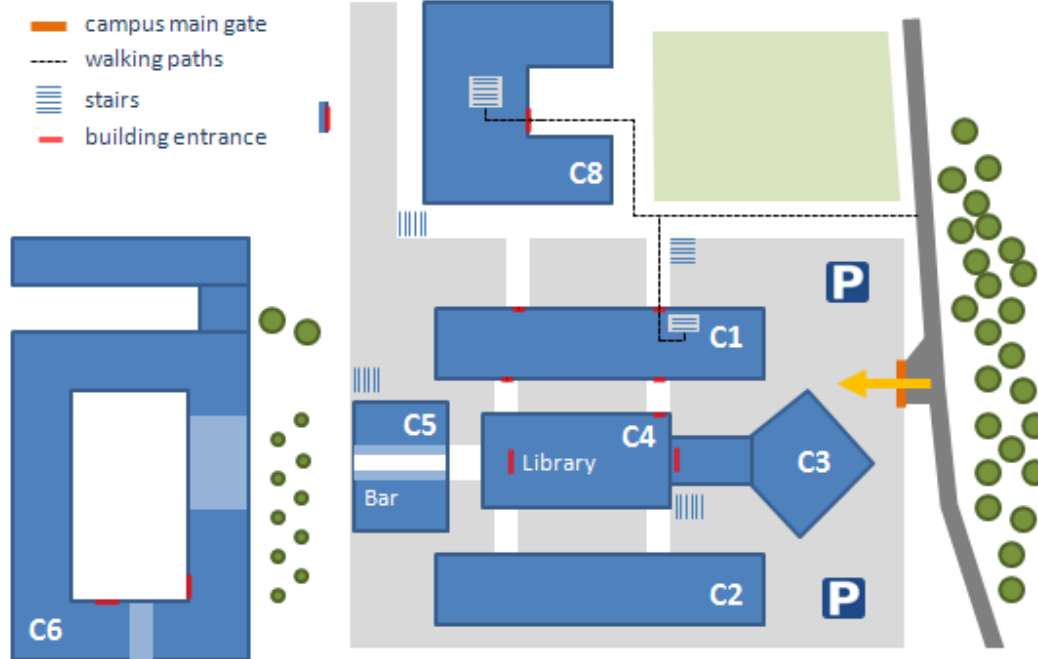 campus main gate
walking paths
stairs
building entrance
C8
P
C1
C5
C4
Library
C3
Bar
C2
P
C6